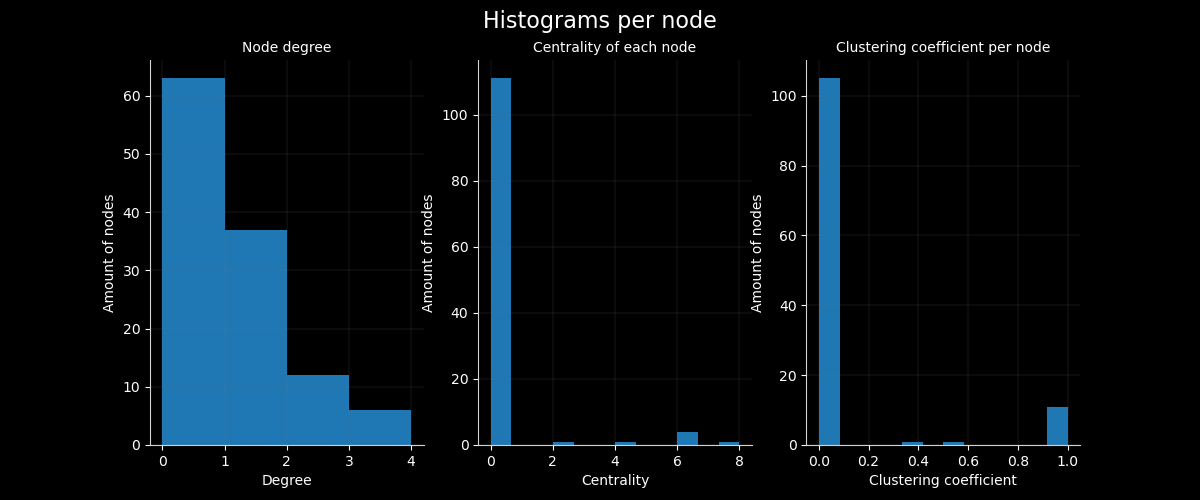 Histograms per node
Node degree
Amount of nodes
60
50
40
30
20
10
0
0 1 2 3 4
Degree
Centrality of each node
Amount of nodes
100
80
60
40
20
0
0 2 4 6 8
Centrality
Clustering coefficient per node
Amount of nodes
100
80
60
40
20
0
0.0 0.2 0.4 0.6 0.8 1.0
Clustering coefficient